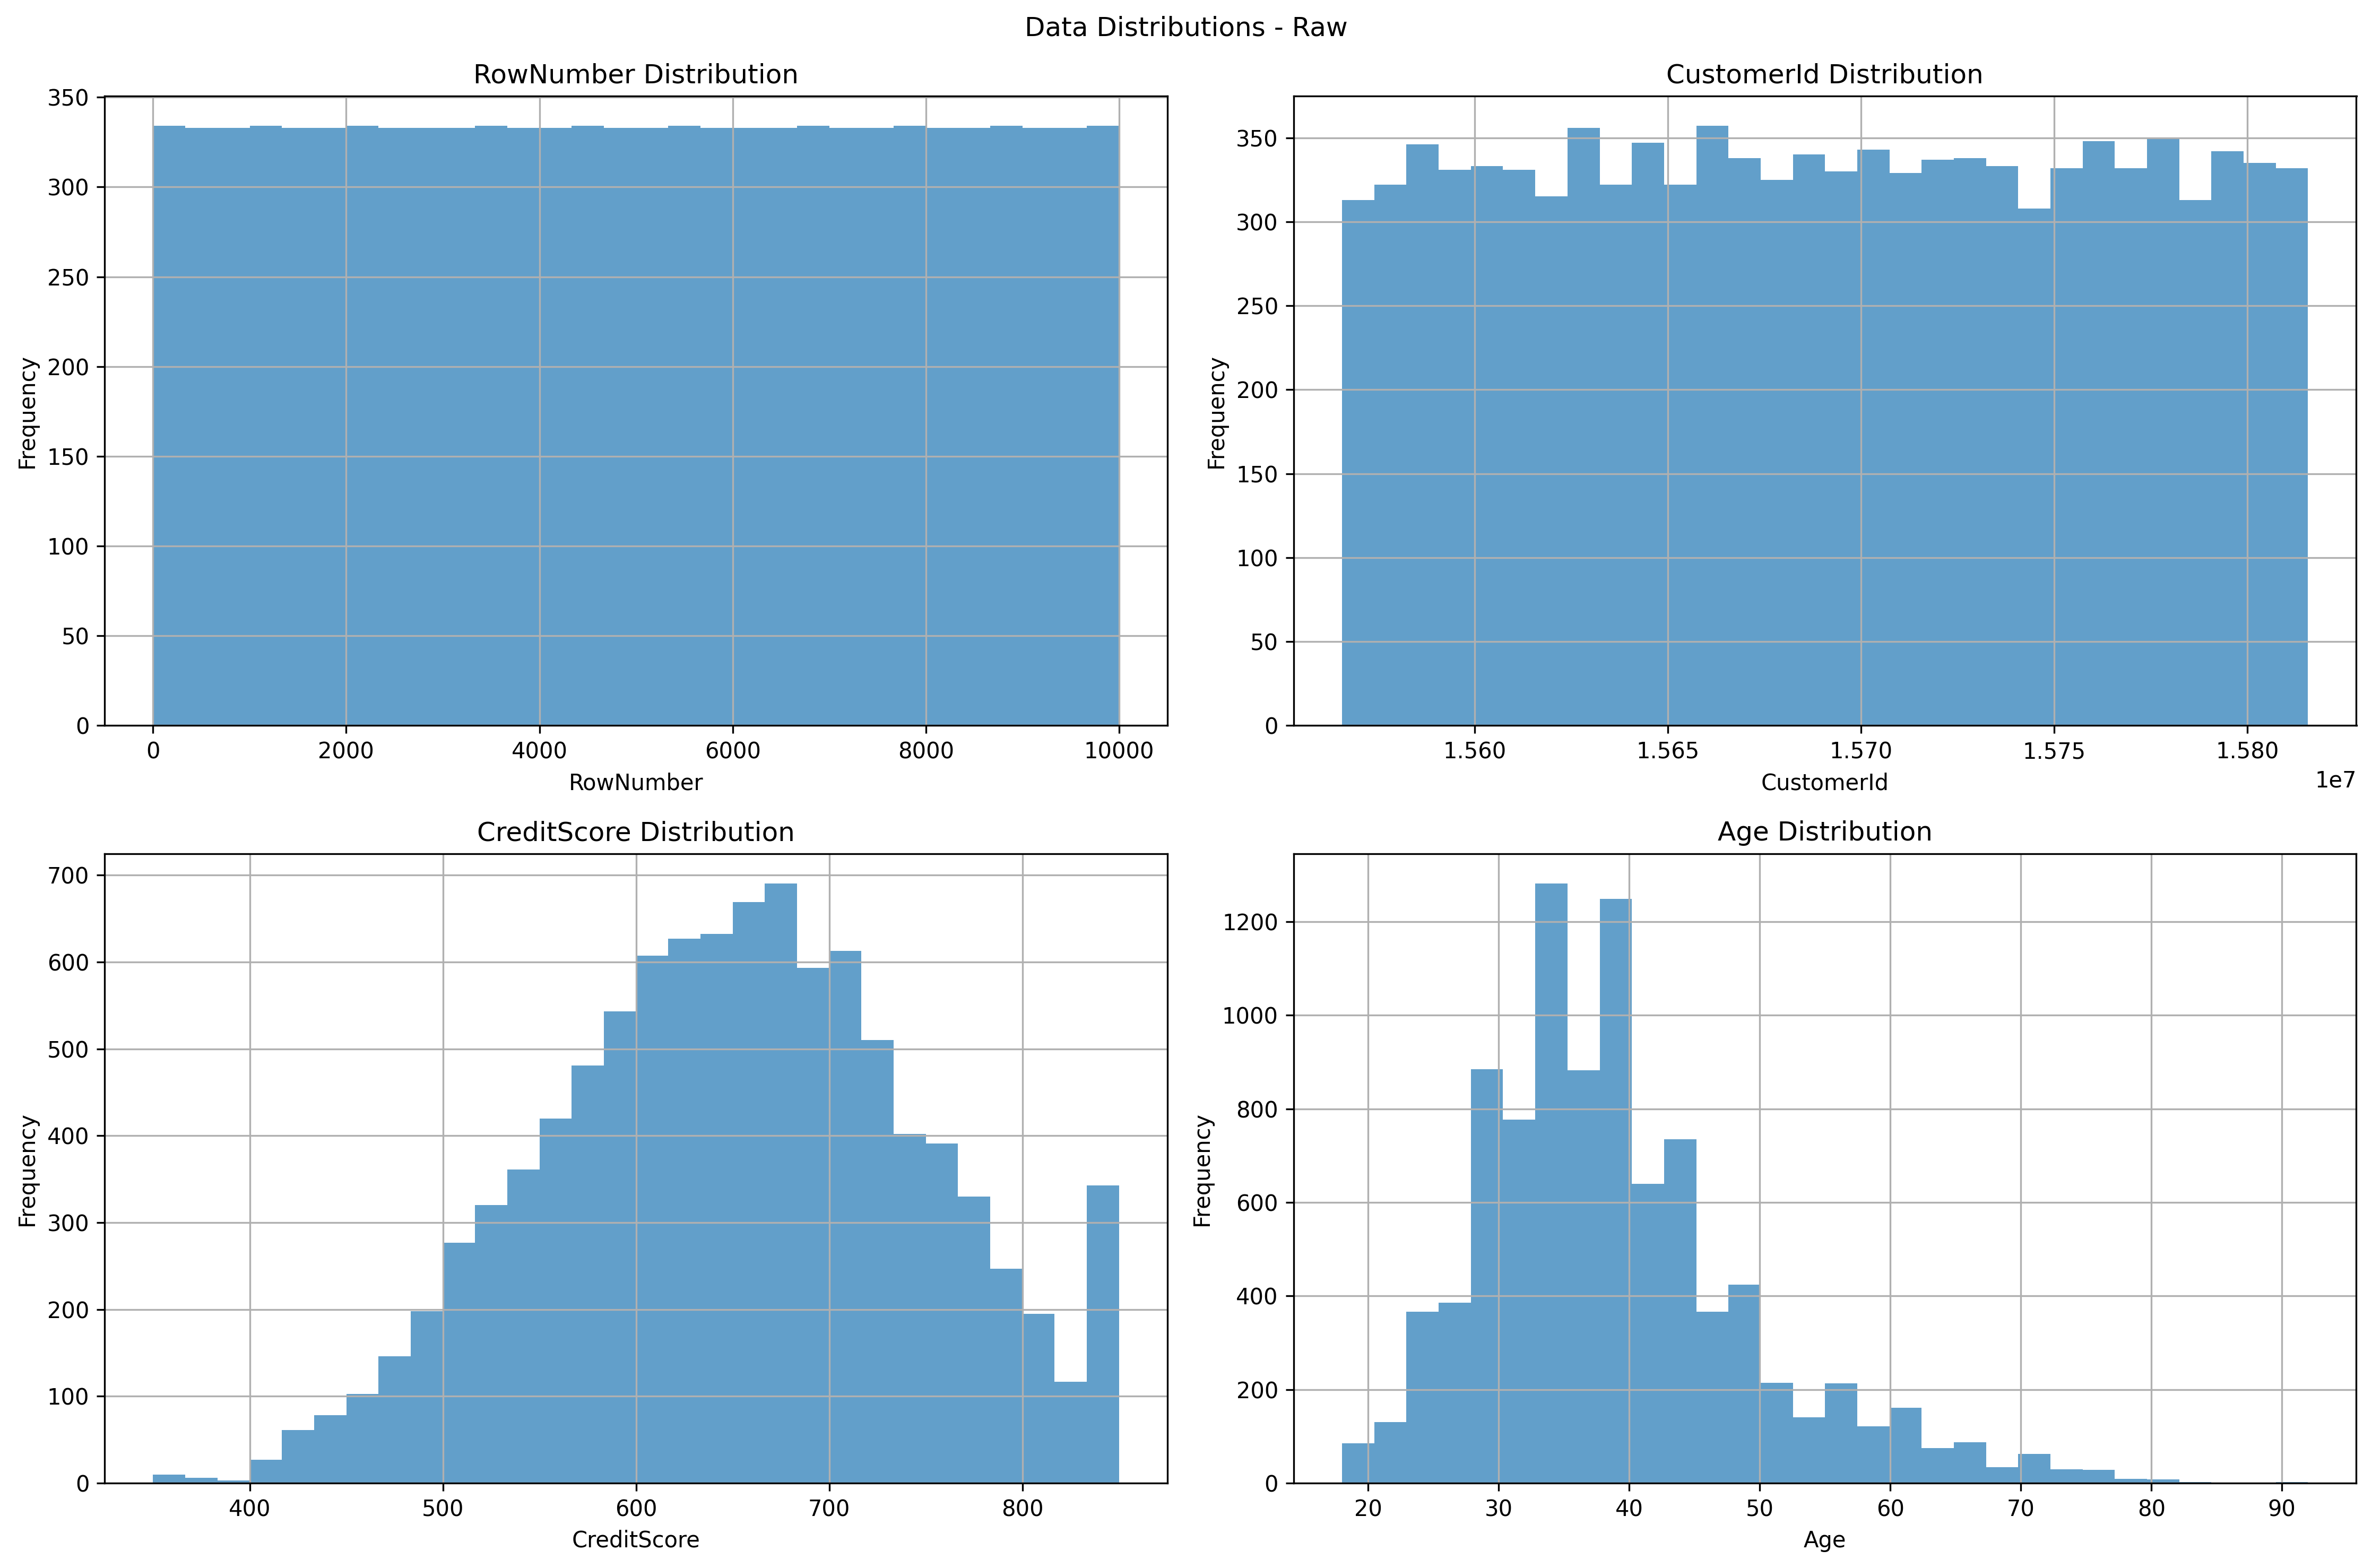 Data Distributions - Raw
RowNumber Distribution
350
300
250
200
150
100
50
0
Frequency
0 2000 4000 6000 8000 10000
RowNumber
CustomerId Distribution
350
300
250
200
150
100
50
0
Frequency
1.560 1.565 1.570 1.575 1.580
1e7
CustomerId
CreditScore Distribution
700
600
500
400
300
200
100
0
Frequency
400 500 600 700 800
CreditScore
Age Distribution
1200
1000
800
600
400
200
0
Frequency
20 30 40 50 60 70 80 90
Age